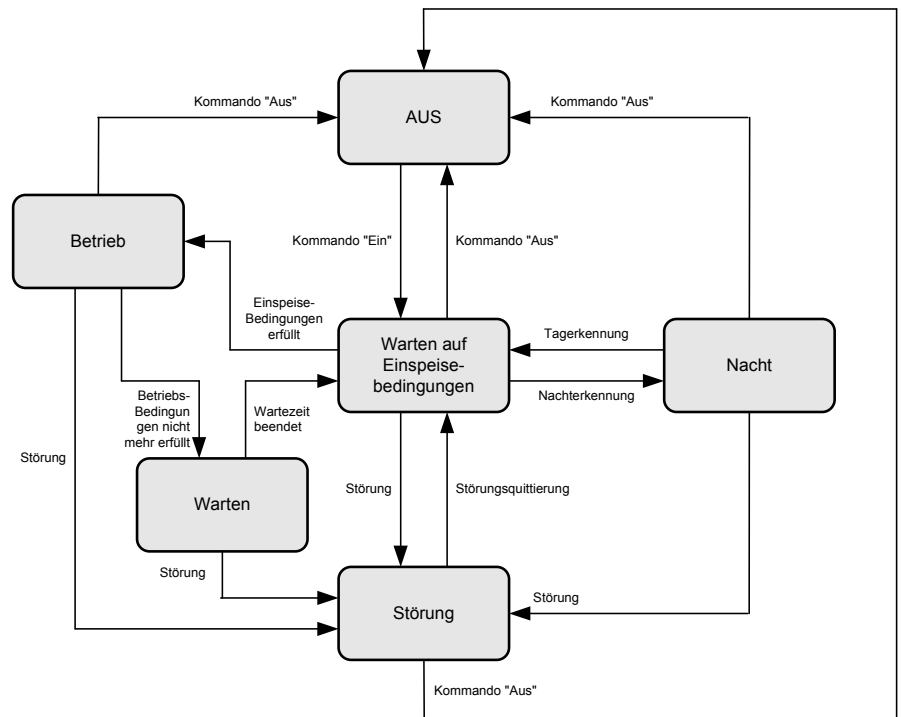 Kommando "Aus"
Kommando "Aus"
AUS
Betrieb
Kommando "Ein"
Kommando "Aus"
Einspeise-
Bedingungen
erfüllt
Warten auf
Einspeise-
bedingungen
Tagerkennung
Nacht
Nachterkennung
Betriebs-
Bedingun
gen nicht
mehr erfüllt
Wartezeit
beendet
Störung
Warten
Störung
Störungsquittierung
Störung
Störung
Störung
Kommando "Aus"